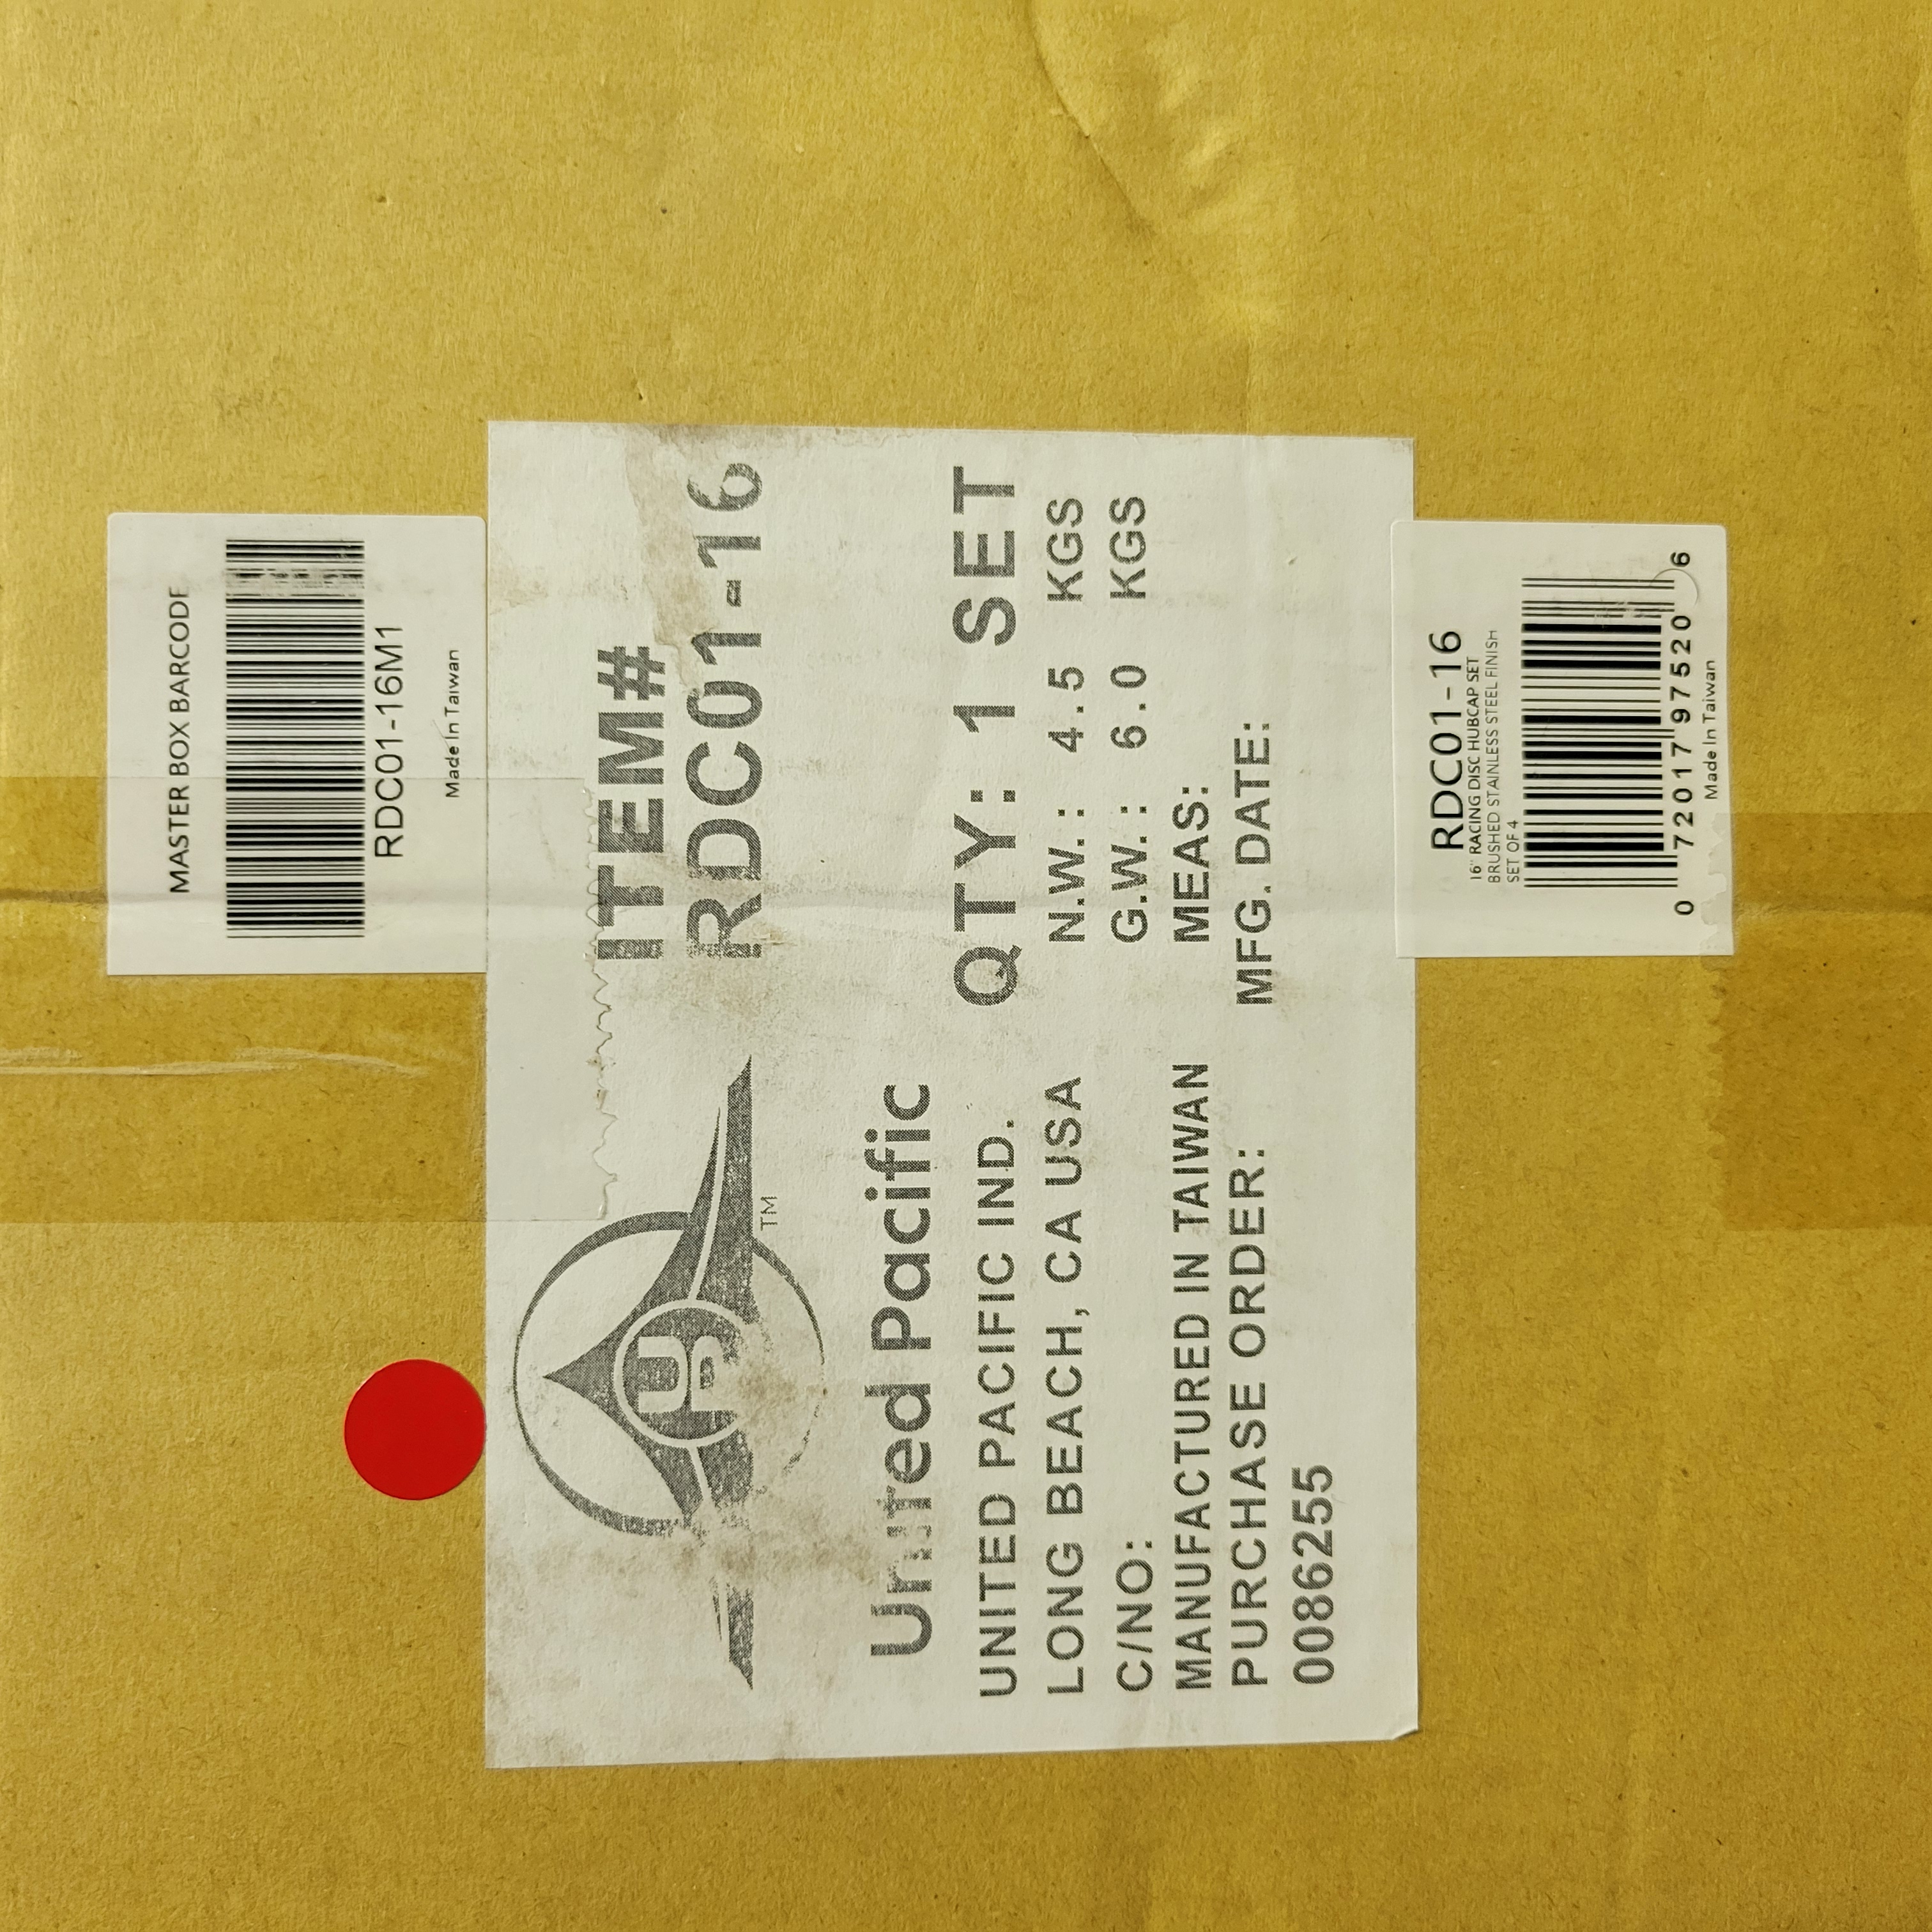 MASTER BOX BARCODE
RDC01-16M1
Made In Taiwan
UP
TM
United Pacific
UNITED PACIFIC IND.
LONG BEACH, CA USA
C/NO:
MANUFACTURED IN TAIWAN
PURCHASE ORDER:
0086255
ITEM#
RDC01-16
QTY: 1 SET
N.W.: 4.5 KGS
G.W.: 6.0 KGS
MEAS:
MFG. DATE:
RDC01-16
16" RACING DISC HUBCAP SET
BRUSHED STAINLESS STEEL FINISH
SET OF 4
0 72017 97520 6
Made In Taiwan